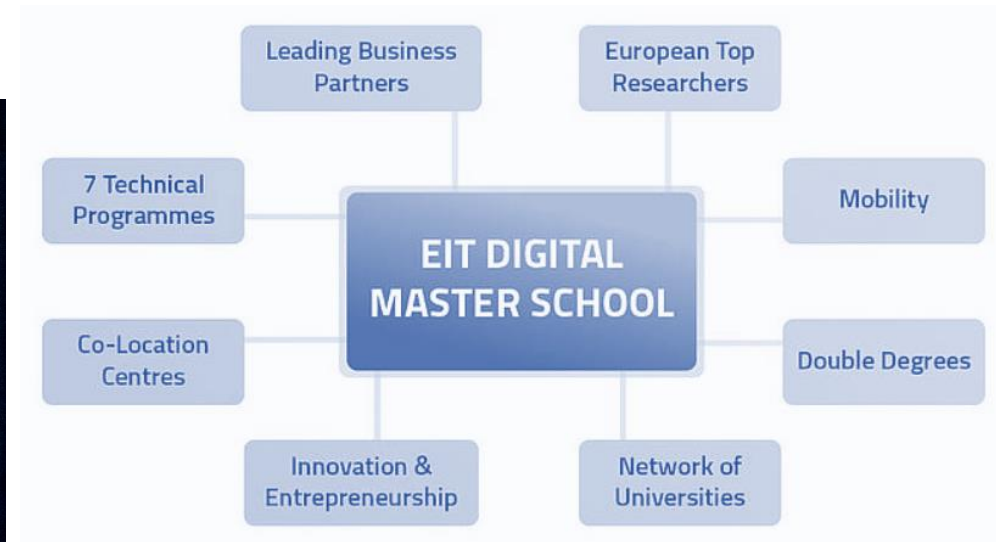 Leading Business
Partners
European Top
Researchers
7 Technical
Programmes
Mobility
EIT DIGITAL
MASTER SCHOOL
Co-Location
Centres
Double Degrees
Innovation &
Entrepreneurship
Network of
Universities